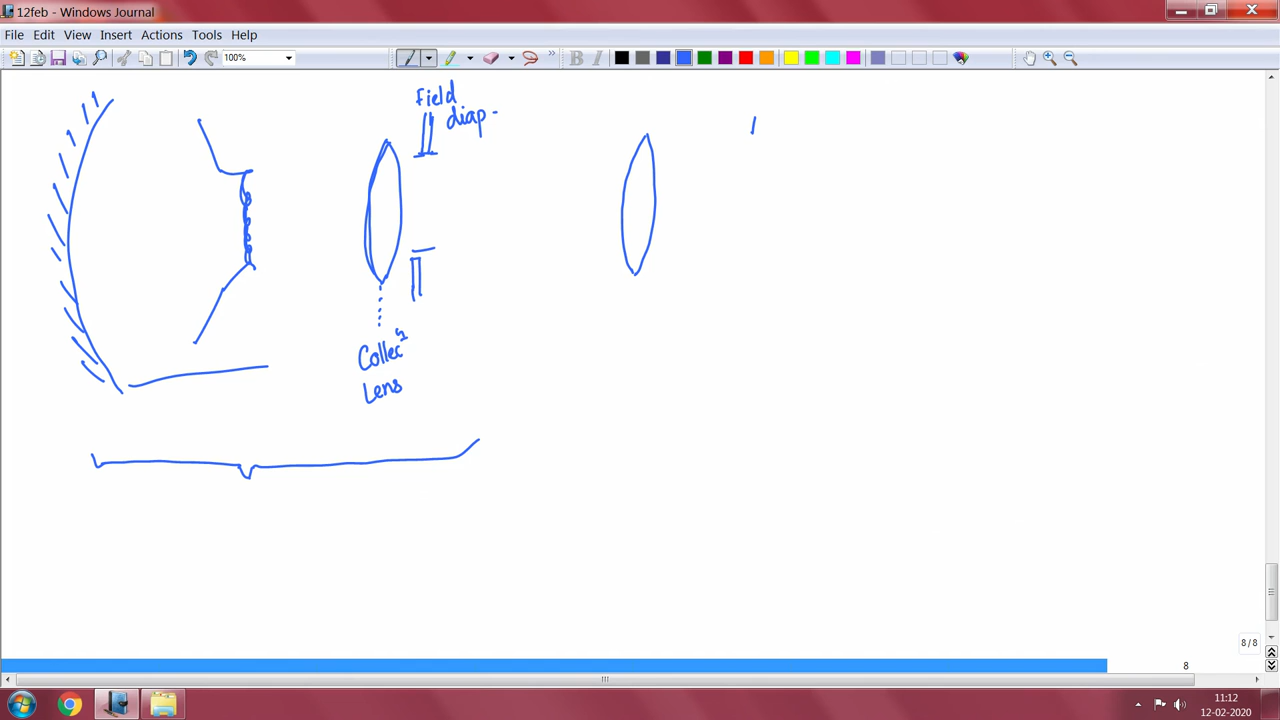 12feb - Windows Journal
File Edit View Insert Actions Tools Help
100%
B I
Field
diap -
Collec
Lens
8/8
8
11:12
12-02-2020